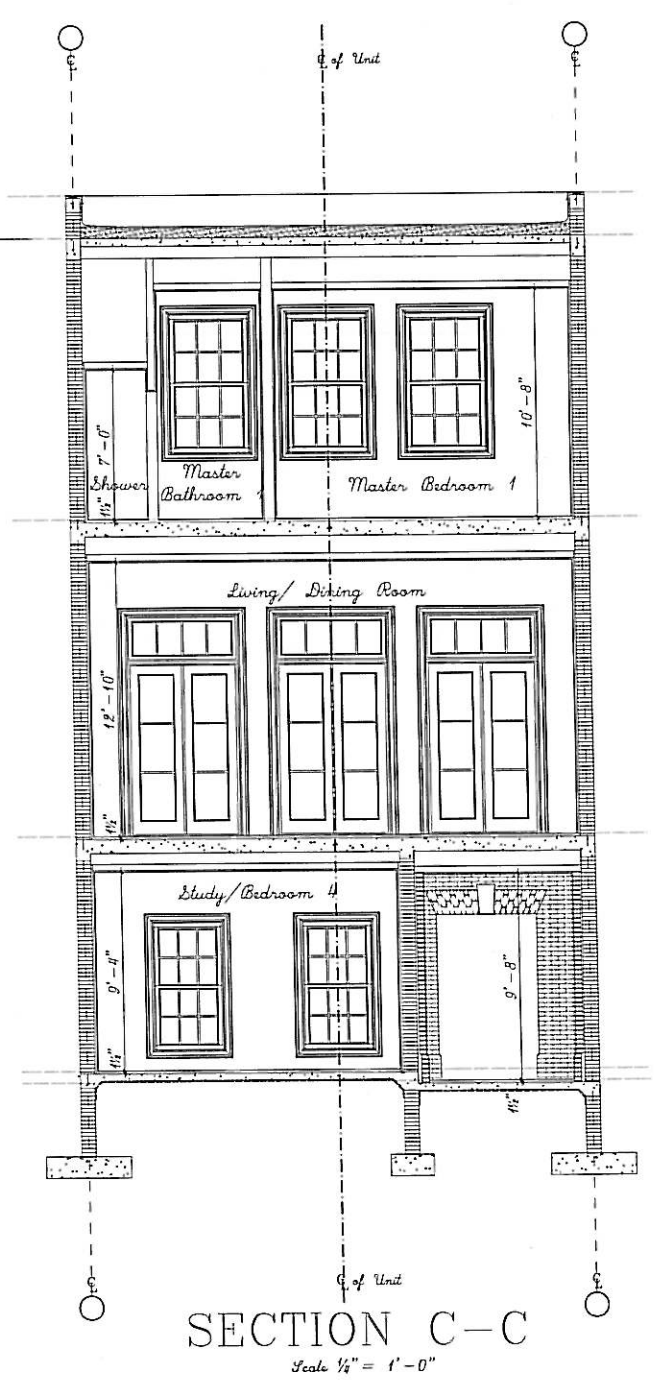 ℄
℄ of Unit
℄
10'-8"
7'-0"
1½"
Shower
Master
Bathroom 1
Master Bedroom 1
Living/ Dining Room
12'-10"
1½"
Study/Bedroom 4
9'-4"
1½"
9'-8"
1½"
℄
℄ of Unit
℄
SECTION C-C
Scale ¼" = 1'-0"